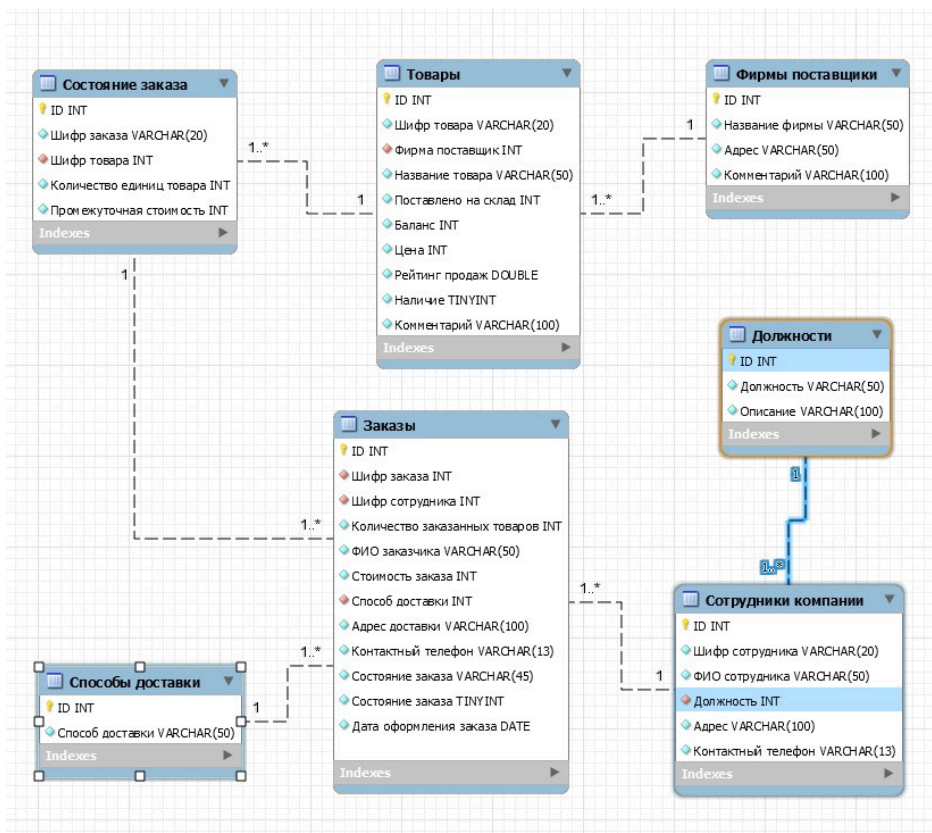 Состояние заказа
ID INT
Шифр заказа VARCHAR(20)
Шифр товара INT
Количество единиц товара INT
Промежуточная стоимость INT
Indexes
1..*
1
1
Товары
ID INT
Шифр товара VARCHAR(20)
Фирма поставщик INT
Название товара VARCHAR(50)
Поставлено на склад INT
Баланс INT
Цена INT
Рейтинг продаж DOUBLE
Наличие TINYINT
Комментарий VARCHAR(100)
Indexes
1
1..*
Фирмы поставщики
ID INT
Название фирмы VARCHAR(50)
Адрес VARCHAR(50)
Комментарий VARCHAR(100)
Indexes
Должности
ID INT
Должность VARCHAR(50)
Описание VARCHAR(100)
Indexes
1
1..*
Заказы
ID INT
Шифр заказа INT
Шифр сотрудника INT
Количество заказанных товаров INT
ФИО заказчика VARCHAR(50)
Стоимость заказа INT
Способ доставки INT
Адрес доставки VARCHAR(100)
Контактный телефон VARCHAR(13)
Состояние заказа VARCHAR(45)
Состояние заказа TINYINT
Дата оформления заказа DATE
Indexes
1..*
1..*
1..*
1
Сотрудники компании
ID INT
Шифр сотрудника VARCHAR(20)
ФИО сотрудника VARCHAR(50)
Должность INT
Адрес VARCHAR(100)
Контактный телефон VARCHAR(13)
Indexes
Способы доставки
ID INT
Способ доставки VARCHAR(50)
Indexes
1